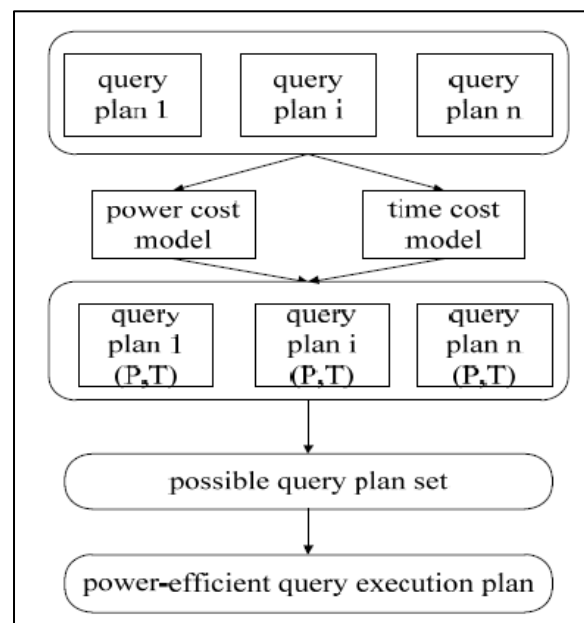 query plan 1
query plan i
query plan n
power cost model
time cost model
query plan 1 (P,T)
query plan i (P,T)
query plan n (P,T)
possible query plan set
power-efficient query execution plan